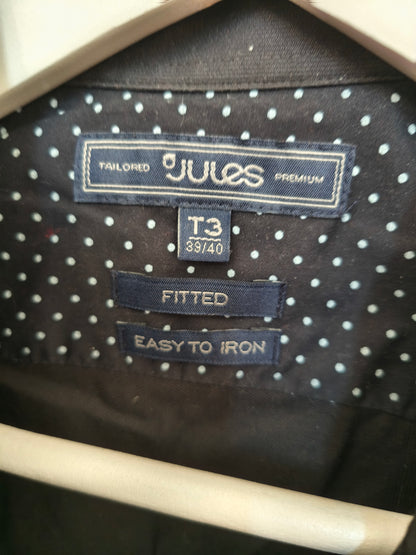 TAILORED JULES PREMIUM
T3
39/40
FITTED
EASY TO IRON